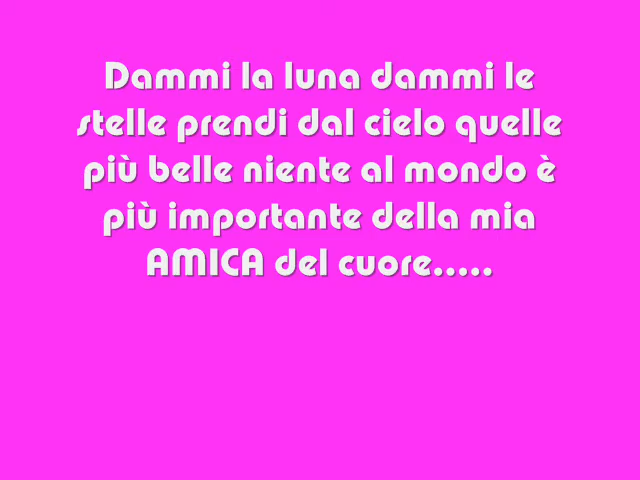 Dammi la luna dammi le
stelle prendi dal cielo quelle
più belle niente al mondo è
più importante della mia
AMICA del cuore.....